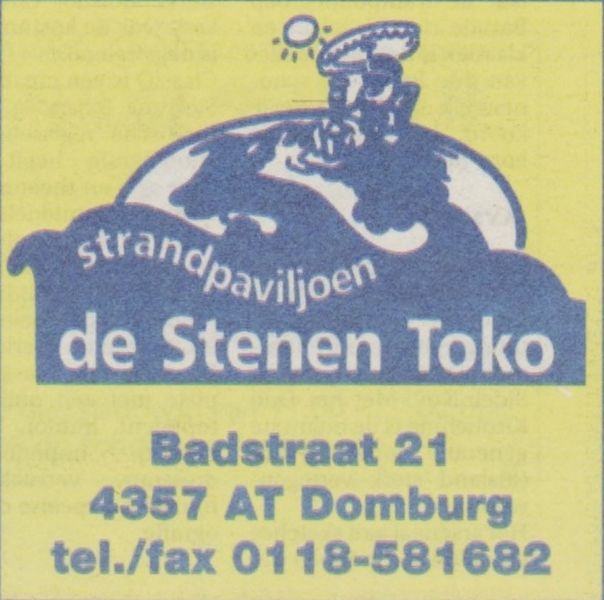 strandpaviljoen
de Stenen Toko
Badstraat 21
4357 AT Domburg
tel./fax 0118-581682